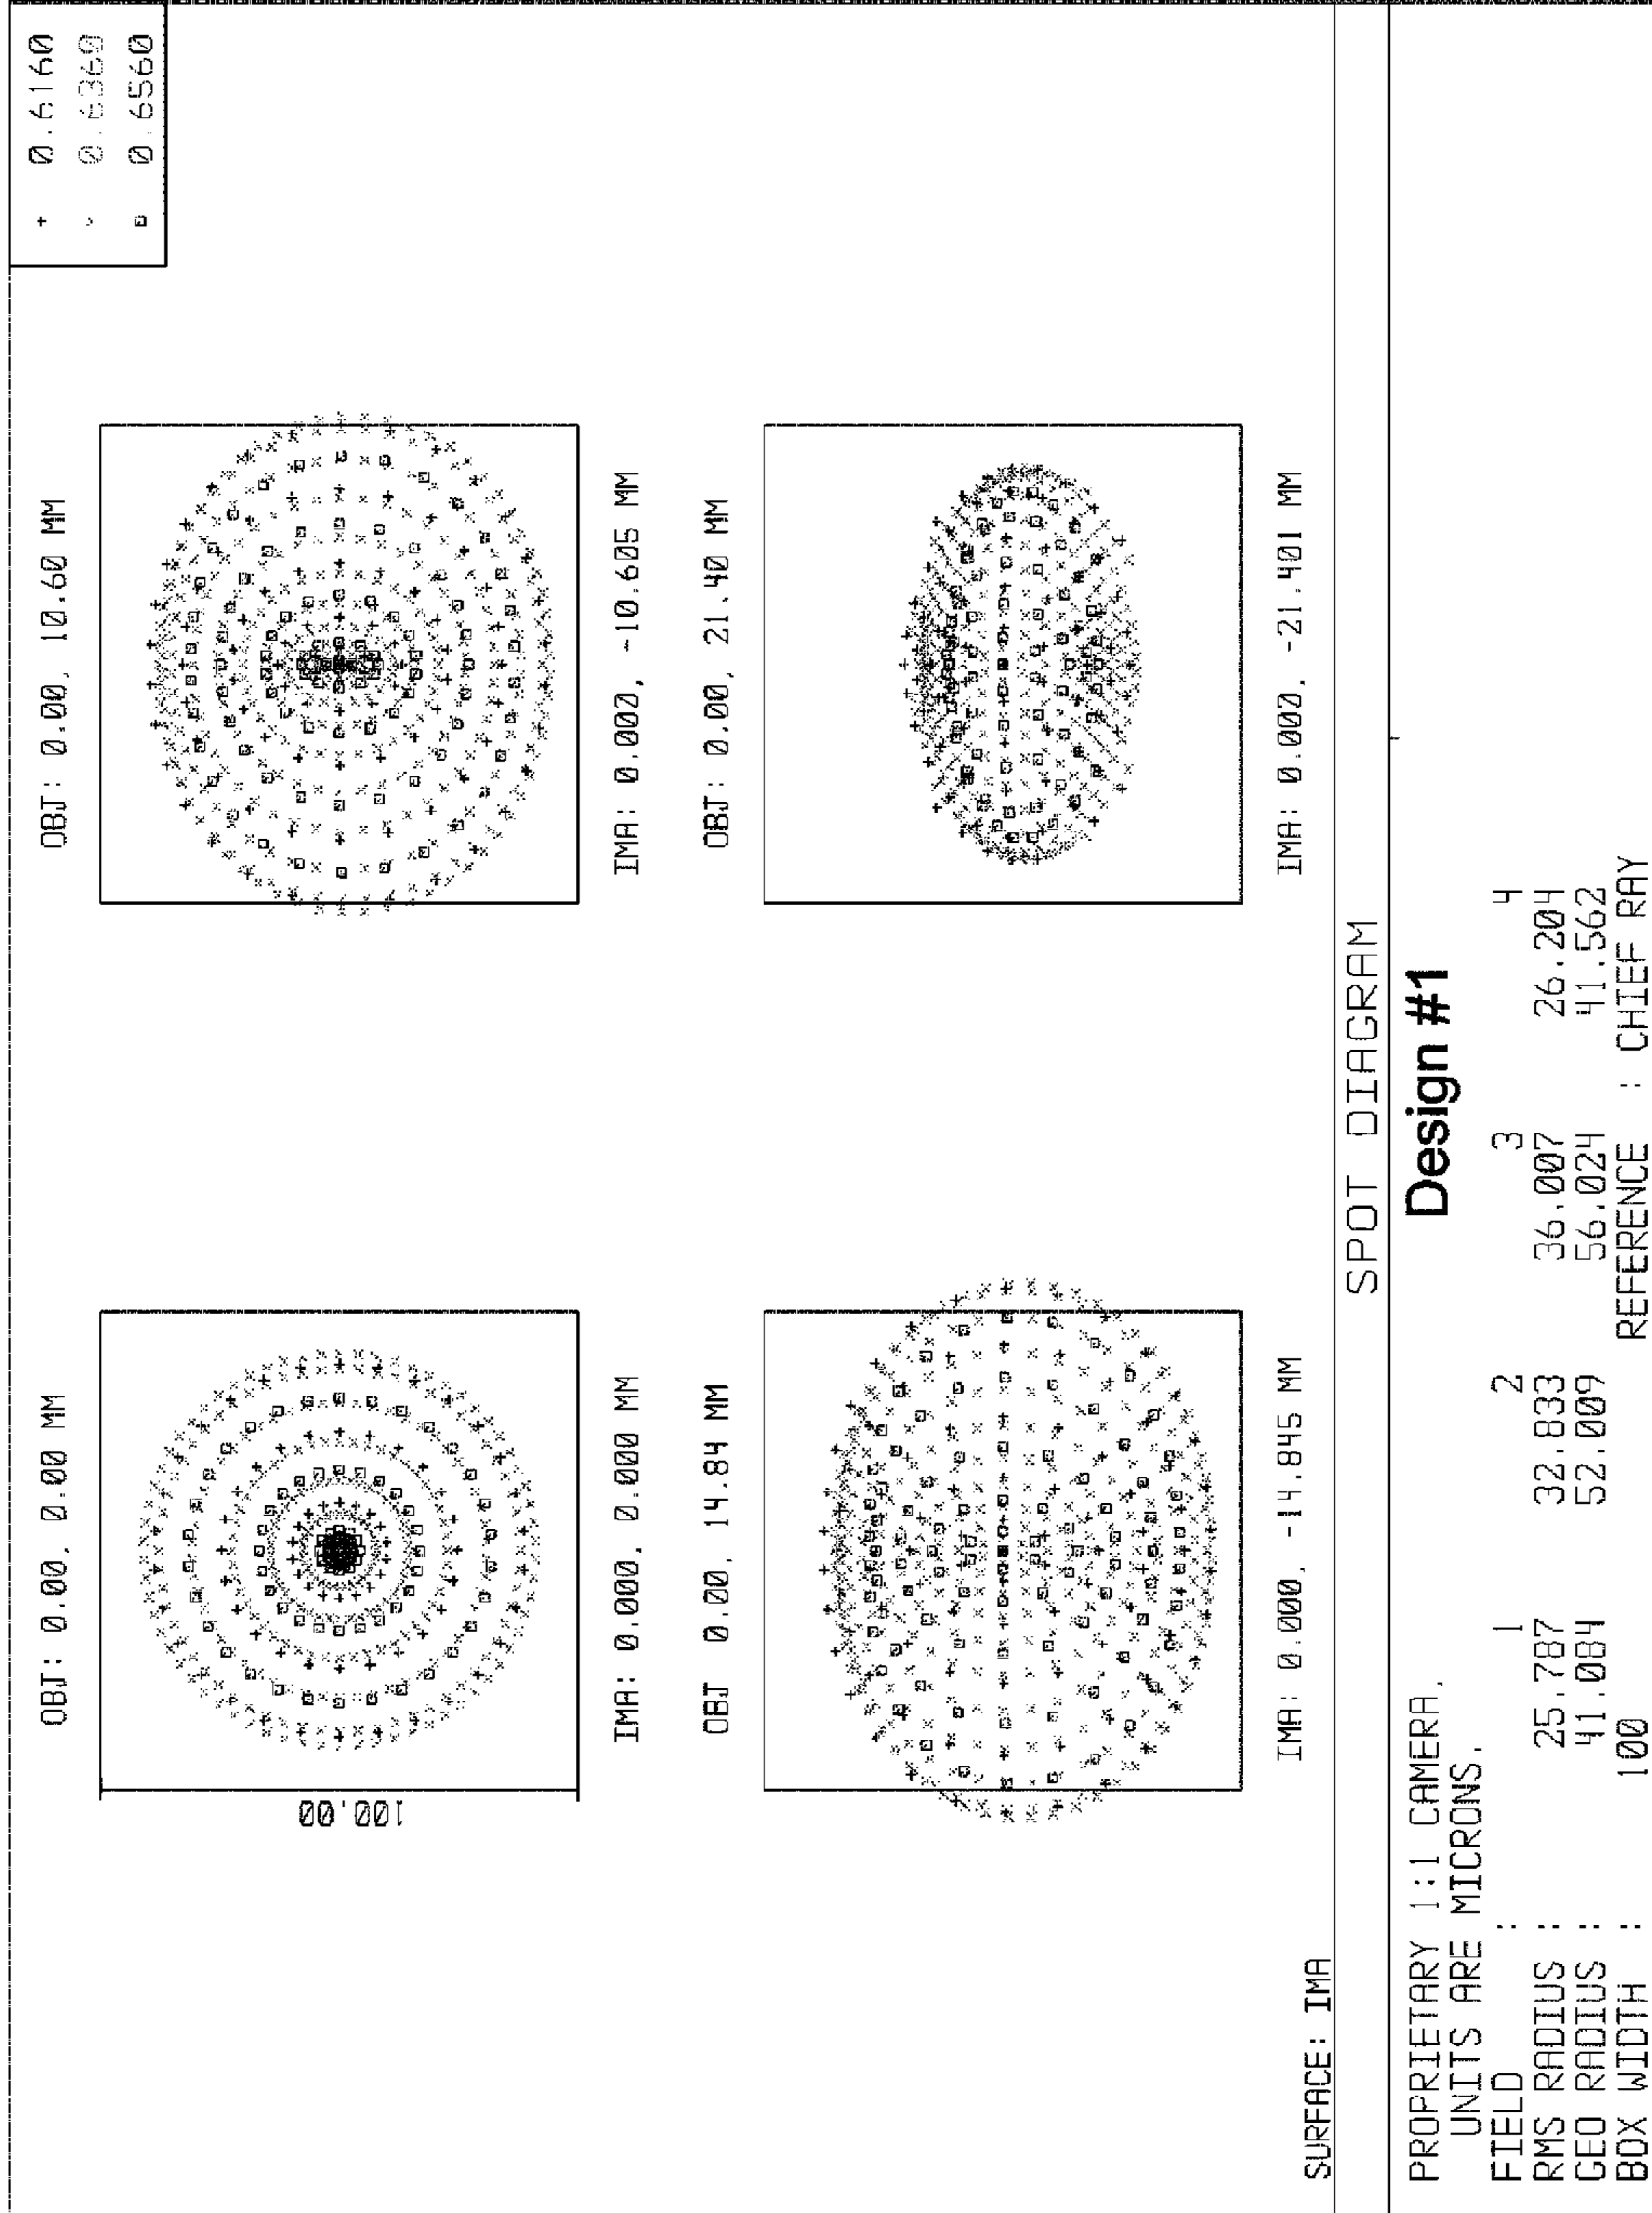 + 0.6160
× 0.6360
□ 0.6560
OBJ: 0.00, 0.00 MM
OBJ: 0.00, 10.60 MM
100.00
IMA: 0.000, 0.000 MM
IMA: 0.000, -10.605 MM
OBJ 0.00, 14.84 MM
OBJ: 0.00, 21.40 MM
IMA: 0.000, -14.845 MM
IMA: 0.000, -21.401 MM
SURFACE: IMA
SPOT DIAGRAM
Design #1
PROPRIETARY 1:1 CAMERA.
UNITS ARE MICRONS.
FIELD : 1 2 3 4
RMS RADIUS : 25.787 32.833 36.007 26.204
GEO RADIUS : 41.084 52.009 56.024 41.562
BOX WIDTH : 100 REFERENCE : CHIEF RAY